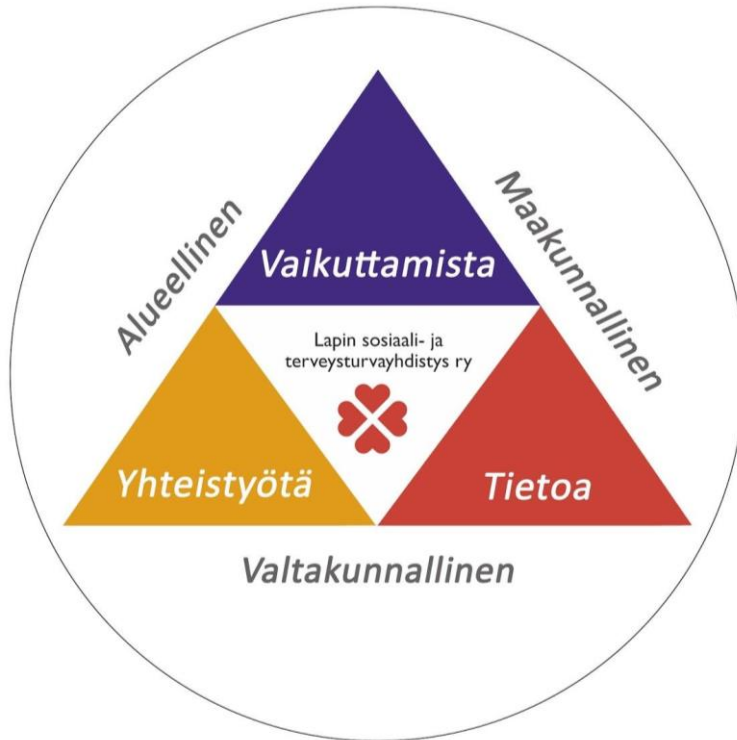 Alueellinen
Maakunnallinen
Vaikuttamista
Lapin sosiaali- ja
terveysturvayhdistys ry
Yhteistyötä
Tietoa
Valtakunnallinen